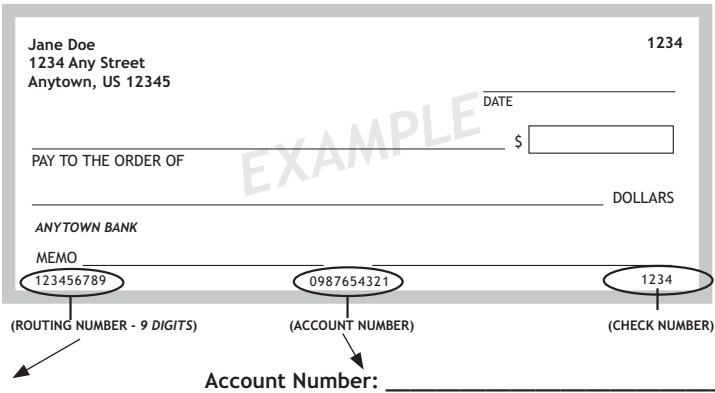 Jane Doe 1234
1234 Any Street
Anytown, US 12345
DATE
EXAMPLE
$
PAY TO THE ORDER OF
DOLLARS
ANYTOWN BANK
MEMO
123456789 0987654321 1234
(ROUTING NUMBER - 9 DIGITS) (ACCOUNT NUMBER) (CHECK NUMBER)
Account Number: